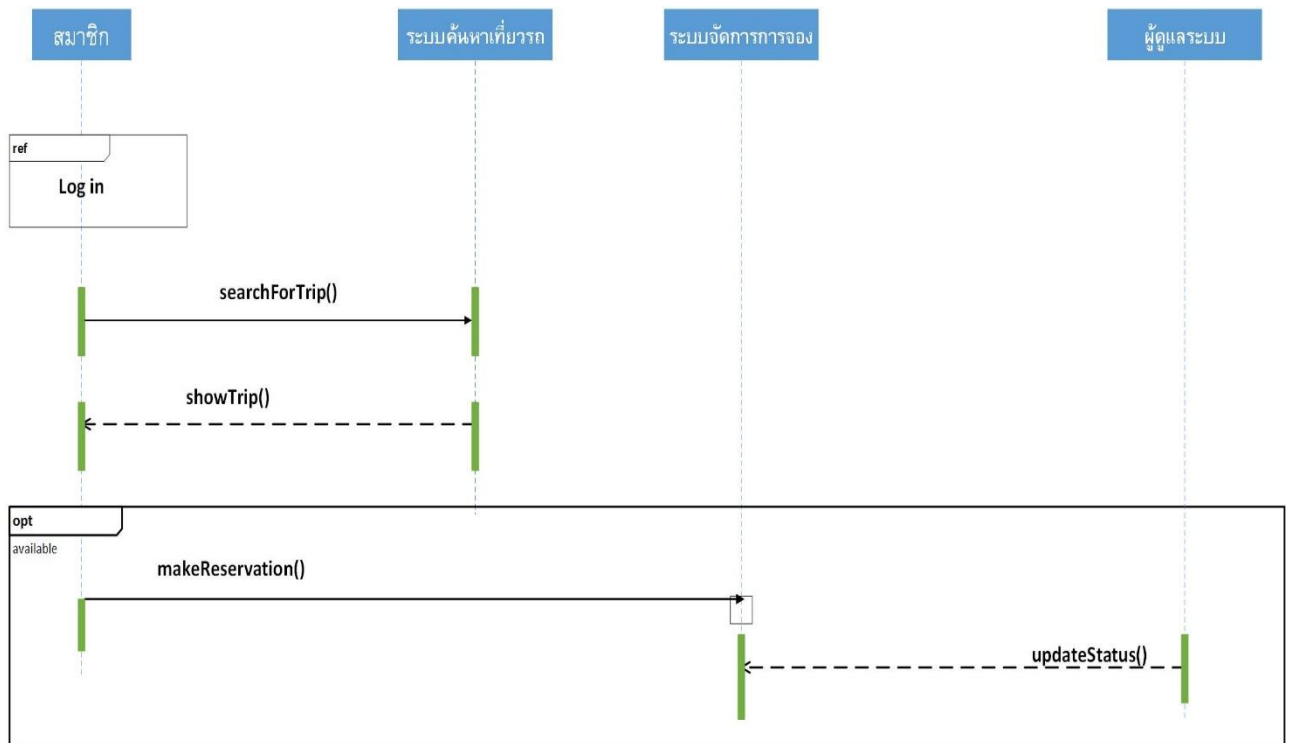 สมาชิก
ระบบค้นหาเที่ยวรถ
ระบบจัดการการจอง
ผู้ดูแลระบบ
ref
Log in
searchForTrip()
showTrip()
opt
available
makeReservation()
updateStatus()